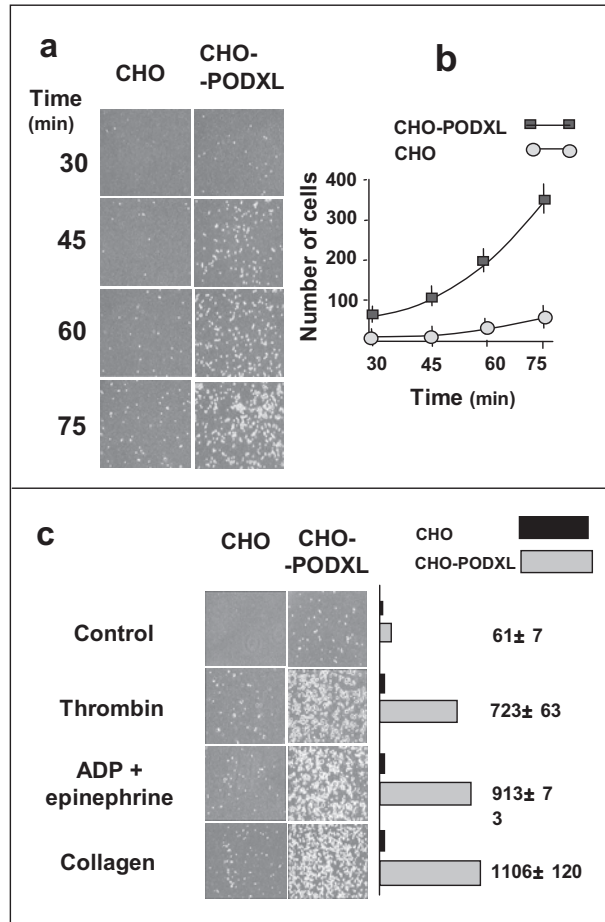 a
CHO
CHO-
-PODXL
Time
(min)
30
45
60
75
b
CHO-PODXL
CHO
Number of cells
400
300
200
100
30 45 60 75
Time (min)
c
CHO
CHO-
-PODXL
CHO
CHO-PODXL
Control
61± 7
Thrombin
723± 63
ADP +
epinephrine
913± 7
3
Collagen
1106± 120